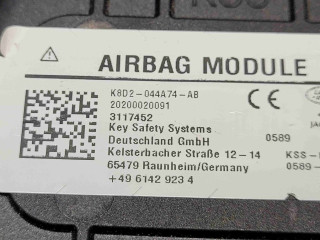 AIRBAG MODULE
K8D2-044A74-AB
20200020091
3117452
Key Safety Systems
Deutschland GmbH 0589
Kelsterbacher Straße 12-14 KSS-
65479 Raunheim/Germany 0589-
+49 6142 923 4